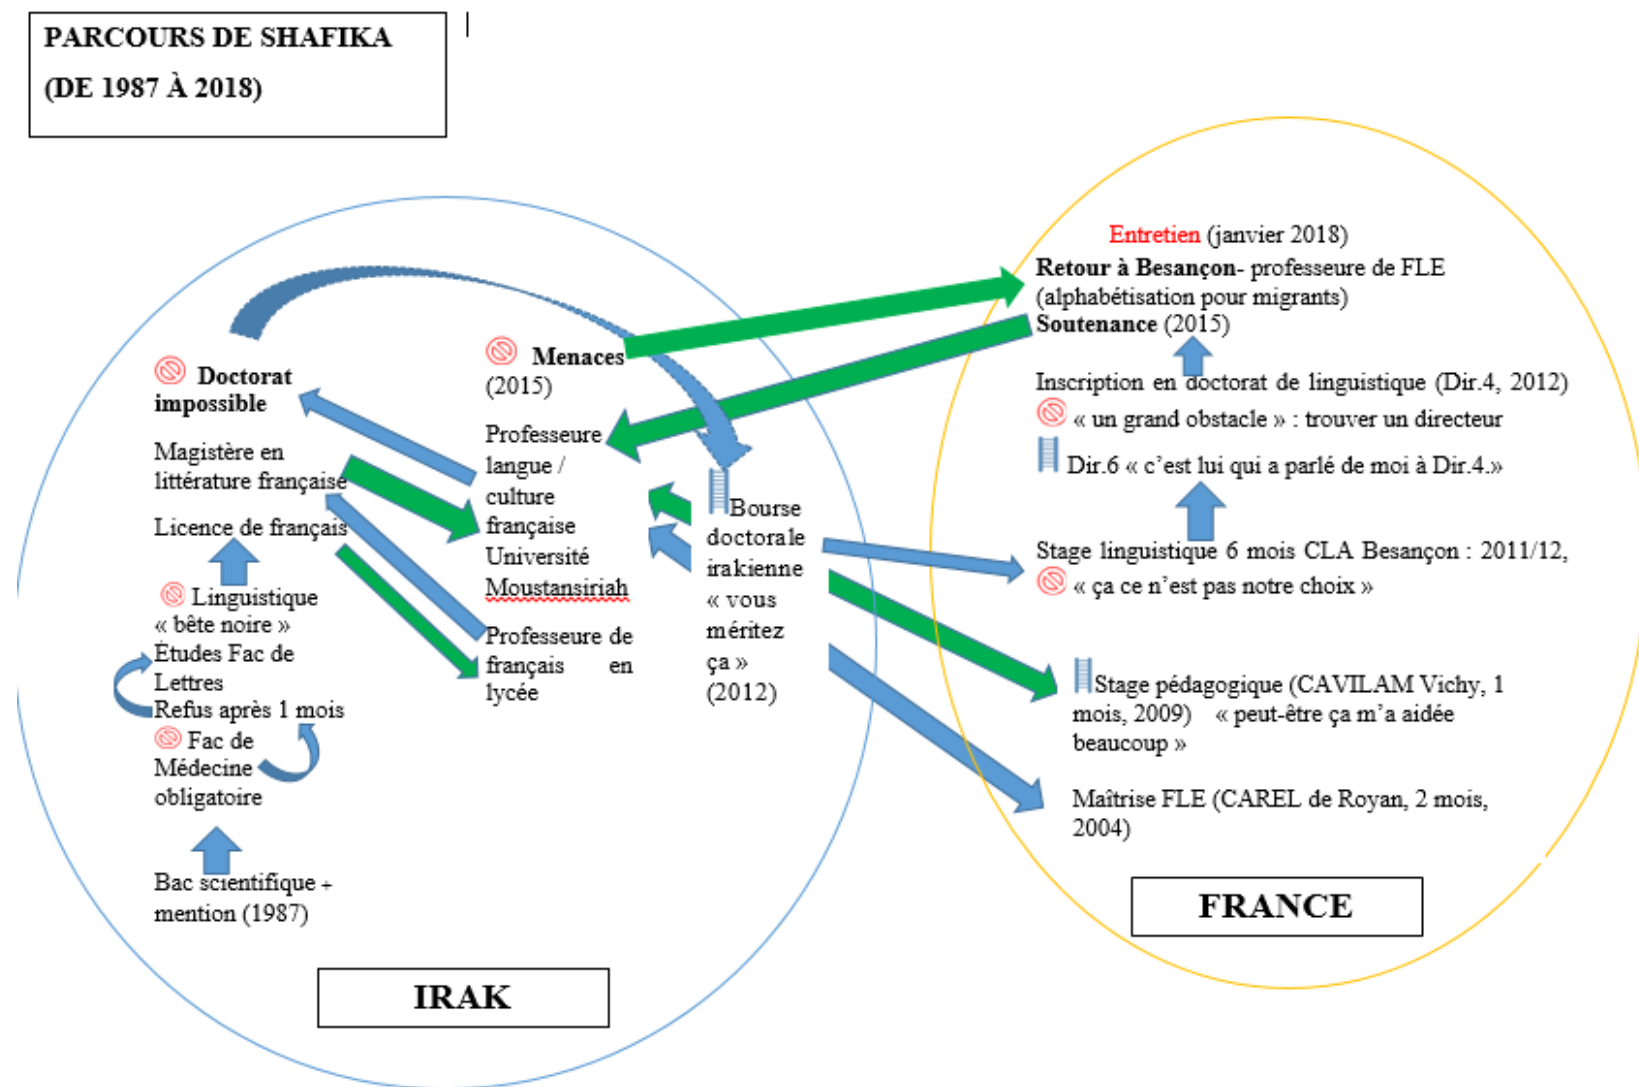 PARCOURS DE SHAFIKA
(DE 1987 À 2018)
Doctorat
impossible
Magistère en
littérature française
Licence de français
Linguistique
« bête noire »
Études Fac de
Lettres
Refus après 1 mois
Fac de
Médecine
obligatoire
Bac scientifique +
mention (1987)
Menaces
(2015)
Professeure
langue /
culture
française
Université
Moustansiriah
Professeure de
français en
lycée
Bourse
doctorale
irakienne
« vous
méritez
ça »
(2012)
IRAK
Entretien (janvier 2018)
Retour à Besançon- professeure de FLE
(alphabétisation pour migrants)
Soutenance (2015)
Inscription en doctorat de linguistique (Dir.4, 2012)
« un grand obstacle » : trouver un directeur
Dir.6 « c’est lui qui a parlé de moi à Dir.4.»
Stage linguistique 6 mois CLA Besançon : 2011/12,
« ça ce n’est pas notre choix »
Stage pédagogique (CAVILAM Vichy, 1
mois, 2009) « peut-être ça m’a aidée
beaucoup »
Maîtrise FLE (CAREL de Royan, 2 mois,
2004)
FRANCE